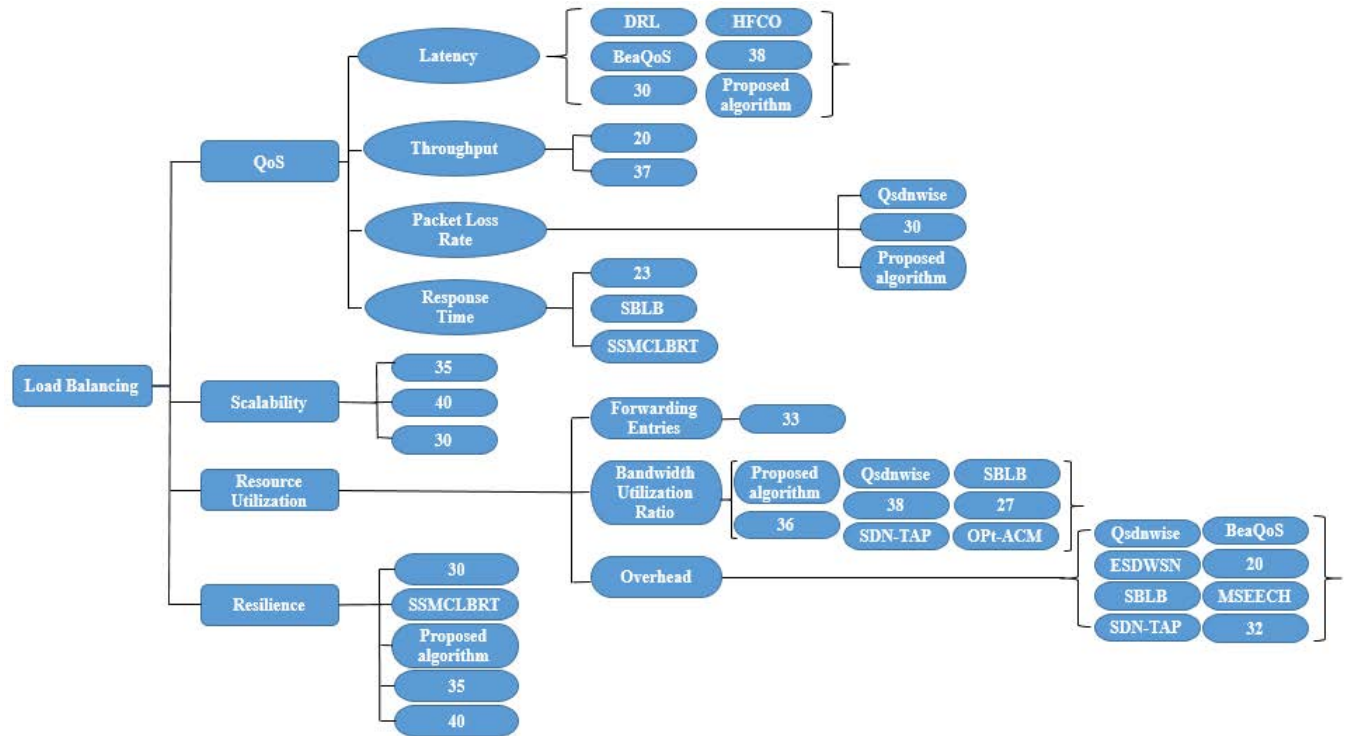 Load Balancing
QoS
Latency
DRL
HFCO
BeaQoS
38
30
Proposed
algorithm
Throughput
20
37
Packet Loss
Rate
Qsdnwise
30
Proposed
algorithm
Response
Time
23
SBLB
SSMCLBRT
Scalability
35
40
30
Resource
Utilization
Forwarding
Entries
33
Bandwidth
Utilization
Ratio
Proposed
algorithm
Qsdnwise
SBLB
36
38
27
SDN-TAP
OPt-ACM
Overhead
Qsdnwise
BeaQoS
ESDWSN
20
SBLB
MSEECH
SDN-TAP
32
Resilience
30
SSMCLBRT
Proposed
algorithm
35
40